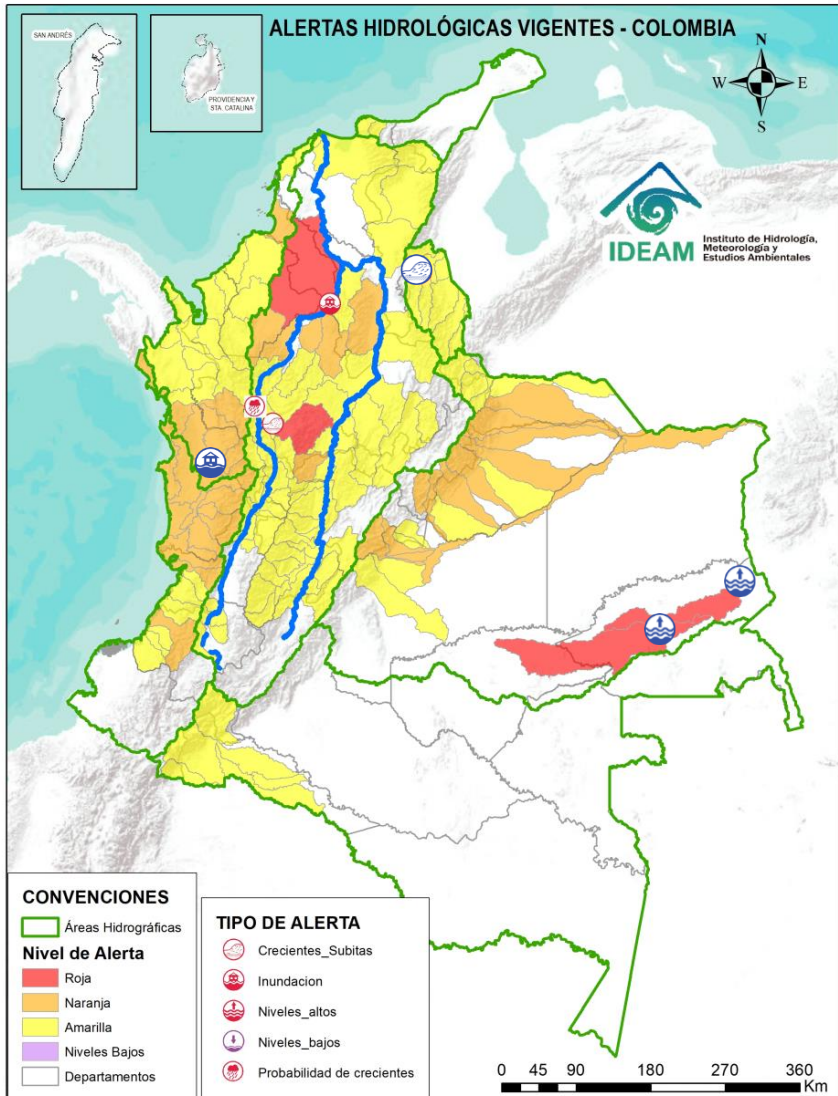 ALERTAS HIDROLÓGICAS VIGENTES - COLOMBIA
SAN ANDRÉS
PROVIDENCIA Y
STA. CATALINA
N
W
E
S
IDEAM
Instituto de Hidrología,
Meteorología y
Estudios Ambientales
CONVENCIONES
Áreas Hidrográficas
Nivel de Alerta
Roja
Naranja
Amarilla
Niveles Bajos
Departamentos
TIPO DE ALERTA
Crecientes_Subitas
Inundacion
Niveles_altos
Niveles_bajos
Probabilidad de crecientes
0 45 90 180 270 360
Km